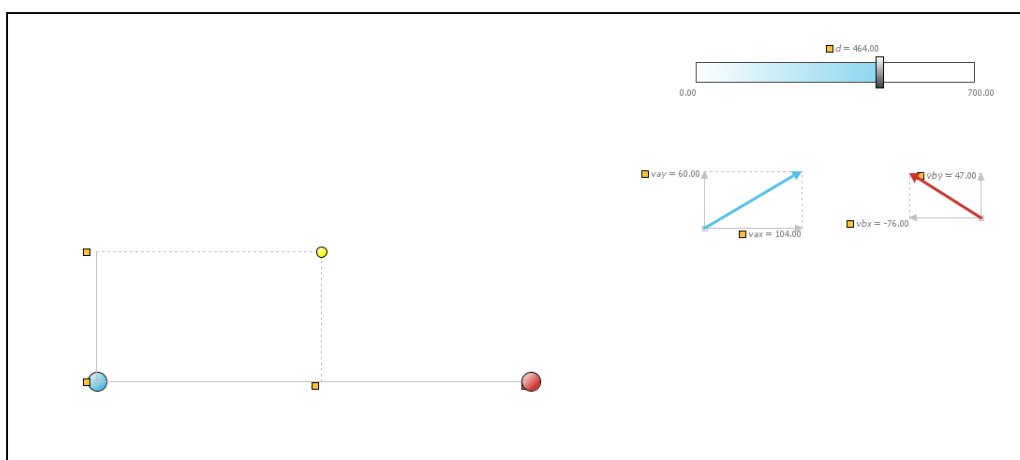 d = 464.00
0.00 700.00
vay = 60.00
vby = 47.00
vbx = -76.00
vax = 104.00